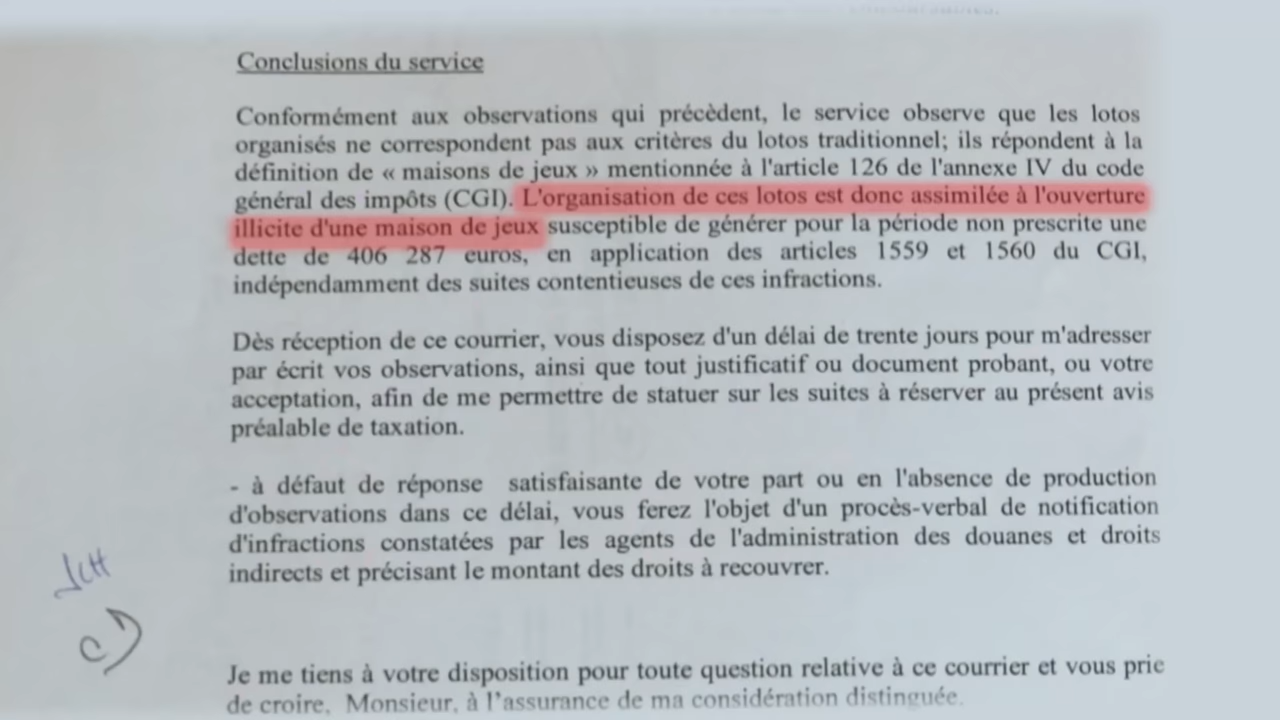 Conclusions du service
Conformément aux observations qui précèdent, le service observe que les lotos
organisés ne correspondent pas aux critères du lotos traditionnel; ils répondent à la
définition de « maisons de jeux » mentionnée à l'article 126 de l'annexe IV du code
général des impôts (CGI). L'organisation de ces lotos est donc assimilée à l'ouverture
illicite d'une maison de jeux susceptible de générer pour la période non prescrite une
dette de 406 287 euros, en application des articles 1559 et 1560 du CGI,
indépendamment des suites contentieuses de ces infractions.
Dès réception de ce courrier, vous disposez d'un délai de trente jours pour m'adresser
par écrit vos observations, ainsi que tout justificatif ou document probant, ou votre
acceptation, afin de me permettre de statuer sur les suites à réserver au présent avis
préalable de taxation.
- à défaut de réponse satisfaisante de votre part ou en l'absence de production
d'observations dans ce délai, vous ferez l'objet d'un procès-verbal de notification
d'infractions constatées par les agents de l'administration des douanes et droits
indirects et précisant le montant des droits à recouvrer.
Je me tiens à votre disposition pour toute question relative à ce courrier et vous prie
de croire, Monsieur, à l'assurance de ma considération distinguée.